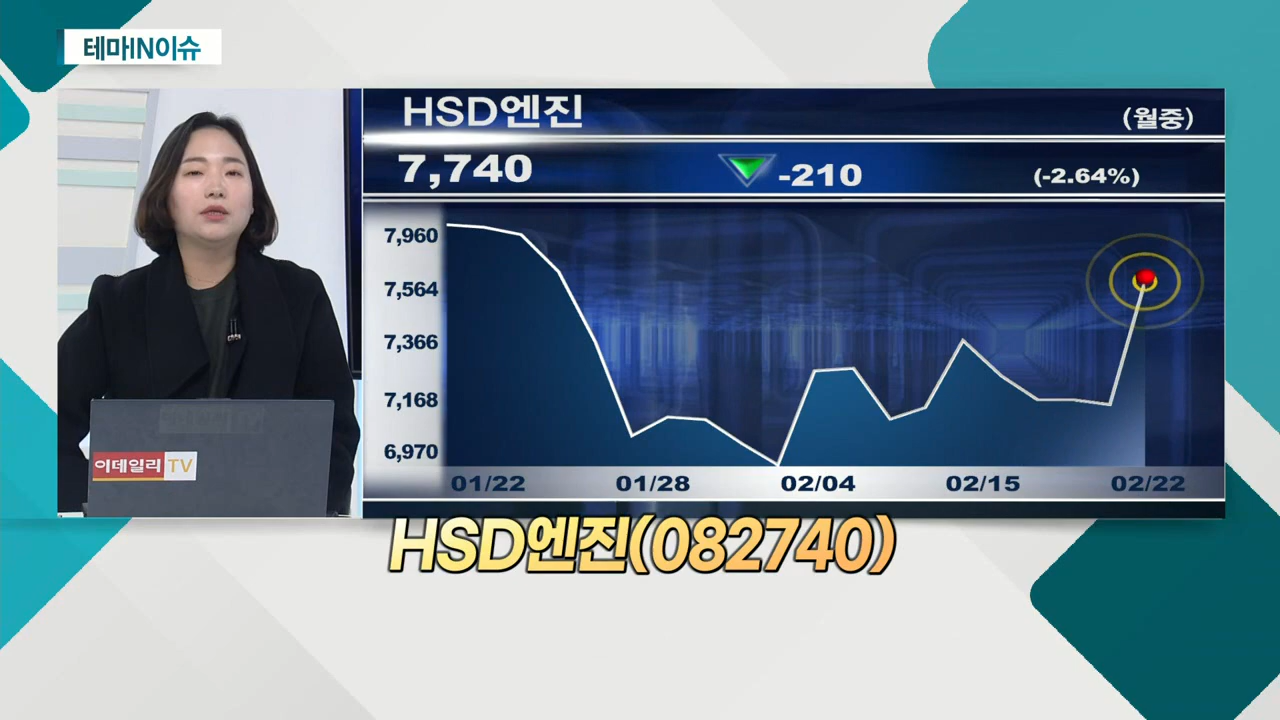 테마IN이슈
HSD엔진
(월중)
7,740
-210
(-2.64%)
7,960
7,564
7,366
7,168
6,970
01/22 01/28 02/04 02/15 02/22
이데일리 TV
HSD엔진(082740)